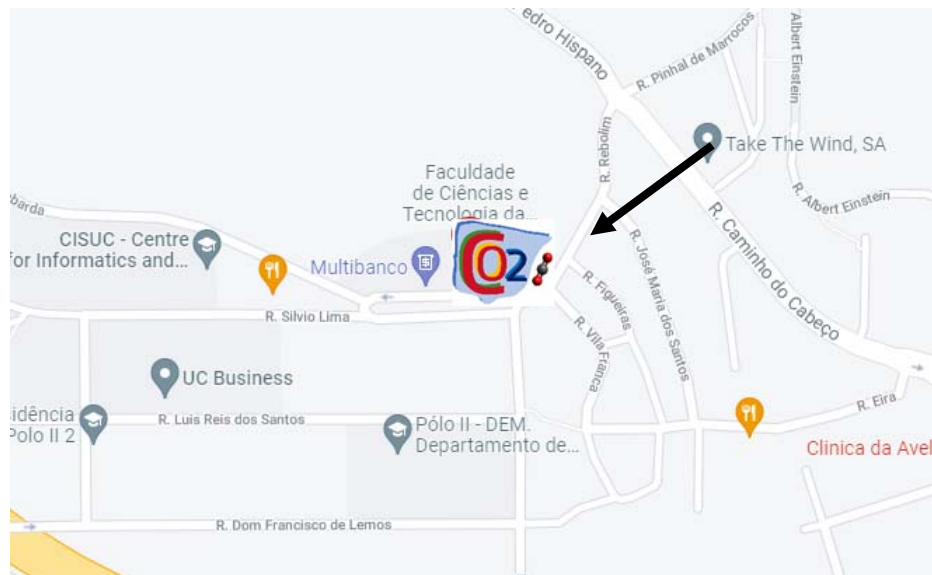 edro Hispano
R. Pinhal de Marrocos
Albert Einstein
R. Rebolim
Take The Wind, SA
Faculdade
de Ciências e
Tecnologia da...
R. Albert Einstein
barda
CISUC - Centre
for Informatics and...
Multibanco
CO2
R. Caminho do Cabeço
R. José Maria dos Santos
R. Figueiras
R. Vila Franca
R. Silvio Lima
UC Business
R. Eira
idência
Polo II 2
R. Luis Reis dos Santos
Pólo II - DEM.
Departamento de...
Clinica da Avel
R. Dom Francisco de Lemos